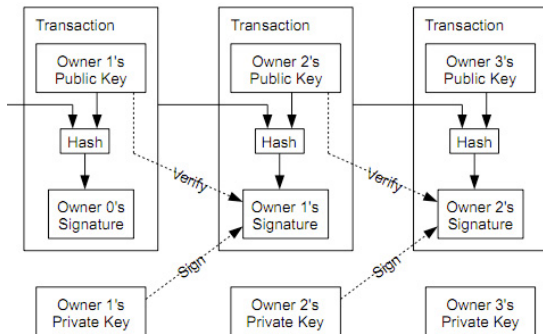 Transaction
Transaction
Transaction
Owner 1's
Public Key
Owner 2's
Public Key
Owner 3's
Public Key
Hash
Hash
Hash
Verify
Verify
Owner 0's
Signature
Owner 1's
Signature
Owner 2's
Signature
Sign
Sign
Owner 1's
Private Key
Owner 2's
Private Key
Owner 3's
Private Key